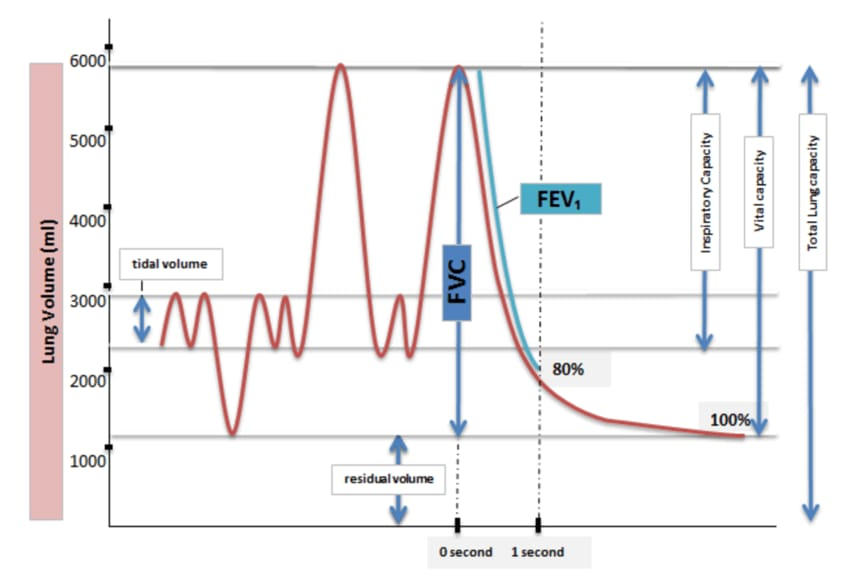 Lung Volume (ml)
6000
5000
4000
3000
2000
1000
tidal volume
FVC
FEV₁
80%
100%
residual volume
0 second
1 second
Inspiratory Capacity
Vital capacity
Total Lung capacity